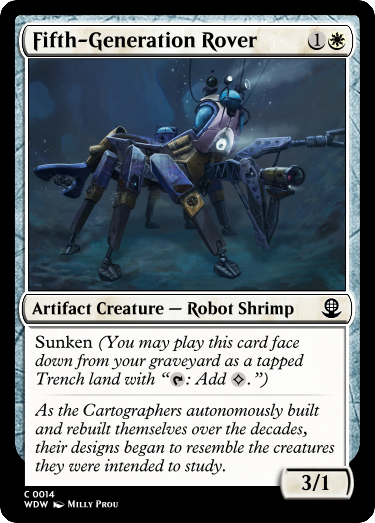 Fifth-Generation Rover 1
Artifact Creature — Robot Shrimp
Sunken (You may play this card face
down from your graveyard as a tapped
Trench land with “: Add .”)
As the Cartographers autonomously built
and rebuilt themselves over the decades,
their designs began to resemble the creatures
they were intended to study.
3/1
C 0014
WDW Milly Prou